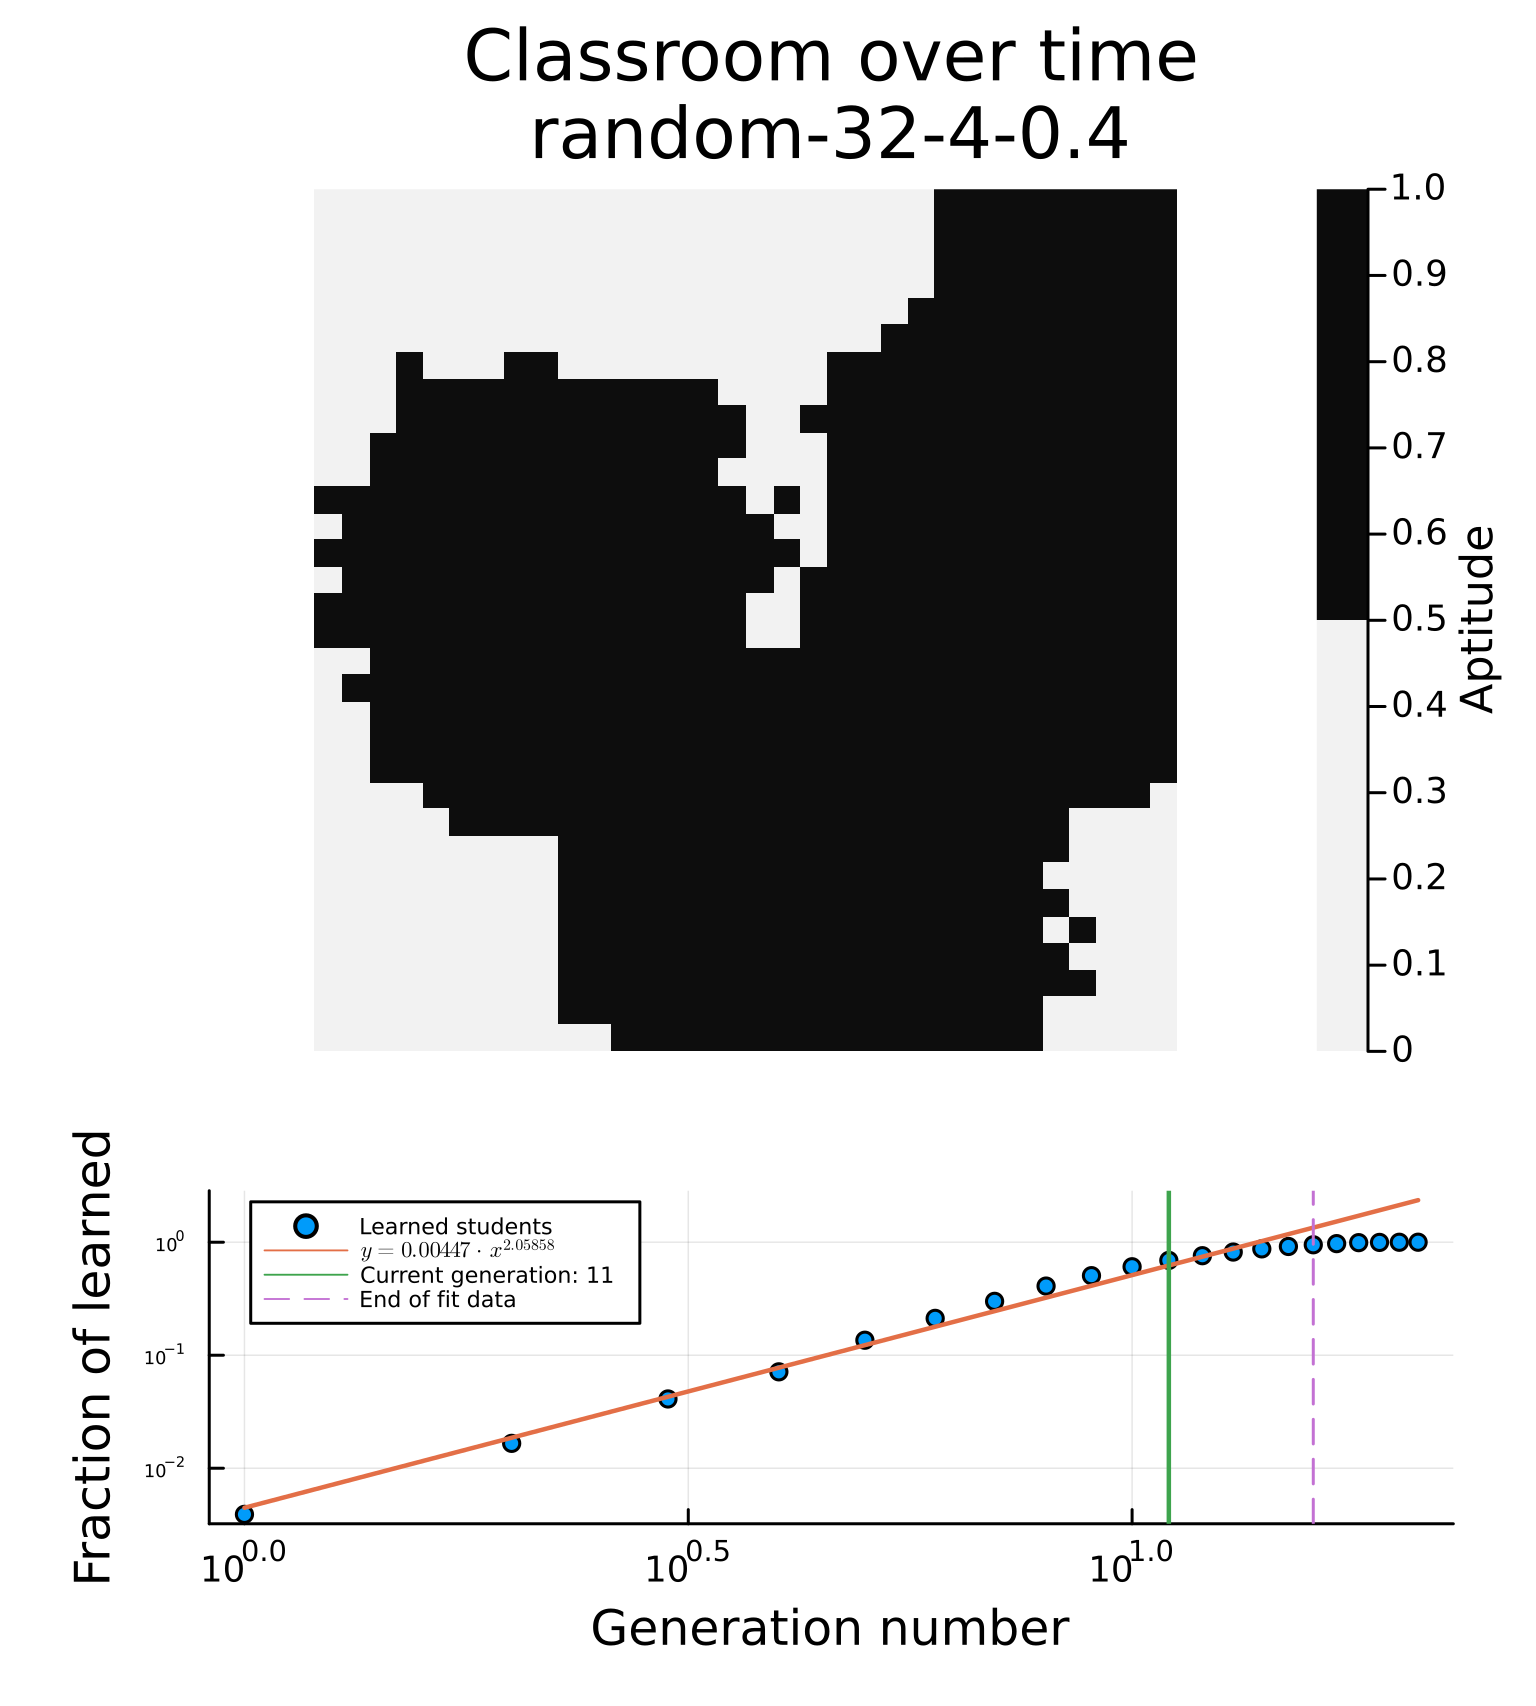 Classroom over time
random-32-4-0.4
1.0
0.9
0.8
0.7
0.6
0.5
0.4
0.3
0.2
0.1
0
Aptitude
Fraction of learned
10⁰
10⁻¹
10⁻²
Learned students
y = 0.00447 · x^2.05858
Current generation: 11
End of fit data
10^0.0
10^0.5
10^1.0
Generation number